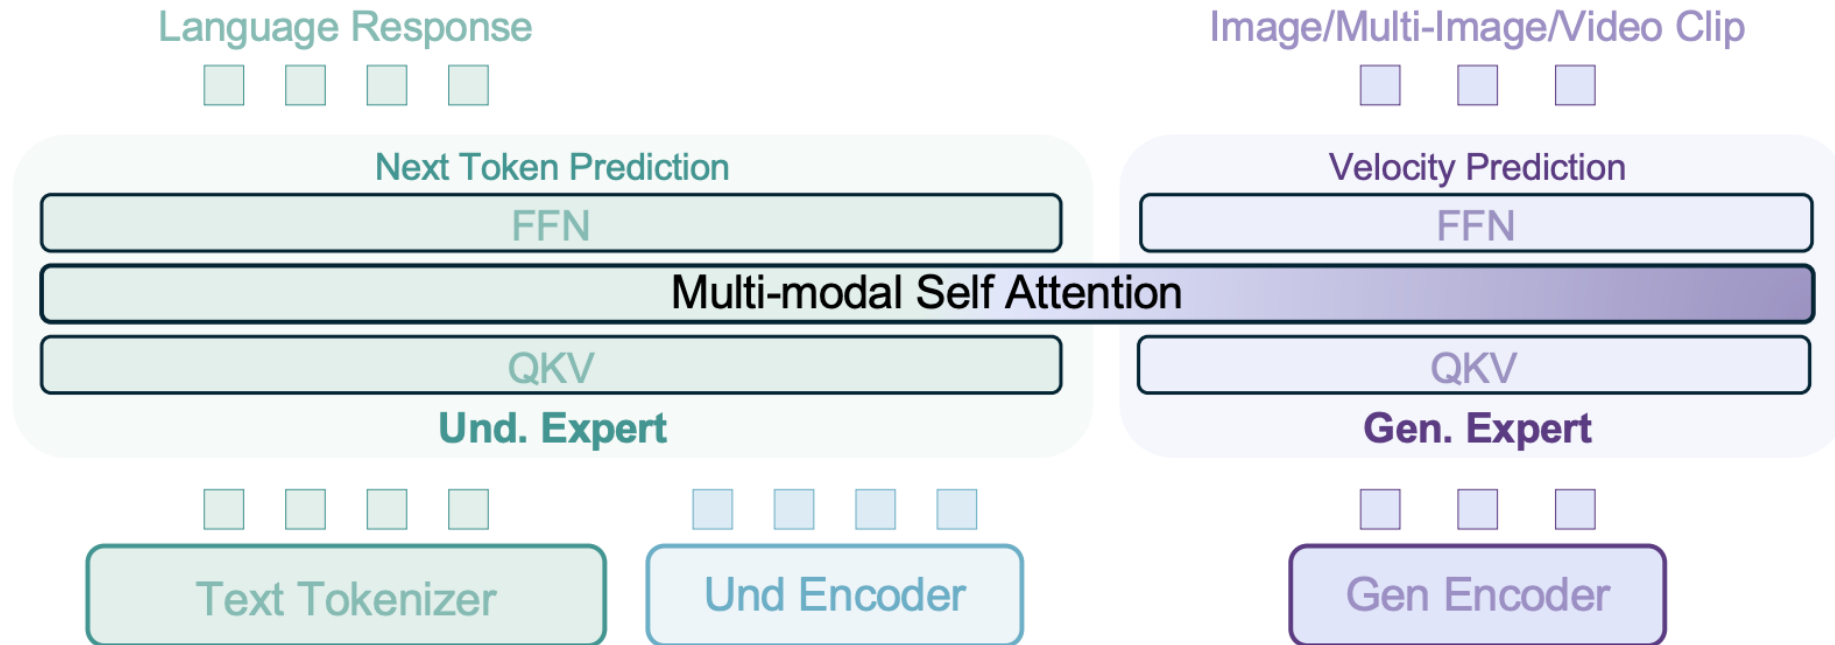 Language Response
Image/Multi-Image/Video Clip
Next Token Prediction
Velocity Prediction
FFN
FFN
Multi-modal Self Attention
QKV
QKV
Und. Expert
Gen. Expert
Text Tokenizer
Und Encoder
Gen Encoder